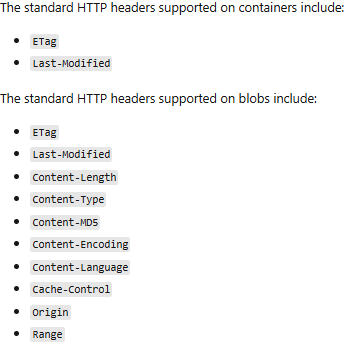 The standard HTTP headers supported on containers include:
ETag
Last-Modified
The standard HTTP headers supported on blobs include:
ETag
Last-Modified
Content-Length
Content-Type
Content-MD5
Content-Encoding
Content-Language
Cache-Control
Origin
Range